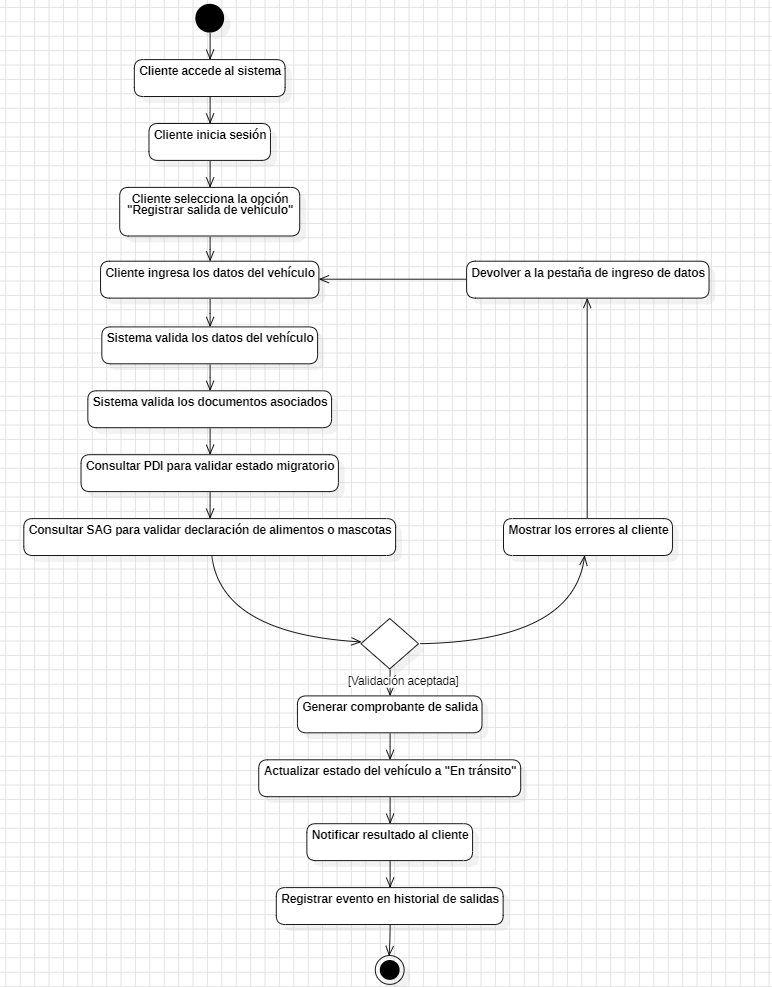 Cliente accede al sistema
Cliente inicia sesión
Cliente selecciona la opción
"Registrar salida de vehículo"
Cliente ingresa los datos del vehículo
Devolver a la pestaña de ingreso de datos
Sistema valida los datos del vehículo
Sistema valida los documentos asociados
Consultar PDI para validar estado migratorio
Consultar SAG para validar declaración de alimentos o mascotas
Mostrar los errores al cliente
[Validación aceptada]
Generar comprobante de salida
Actualizar estado del vehículo a "En tránsito"
Notificar resultado al cliente
Registrar evento en historial de salidas